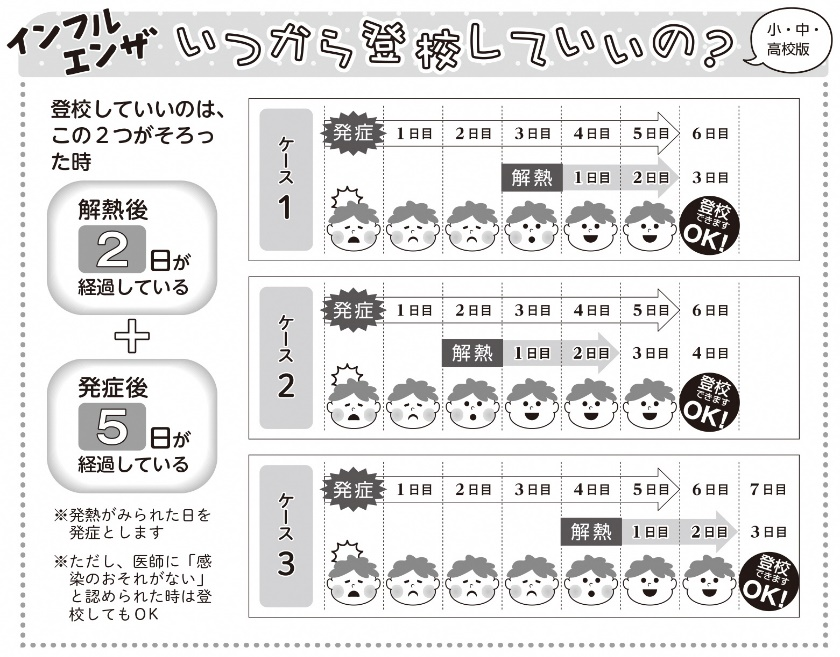 インフル
エンザ
いつから登校していいの？
小・中・
高校版
登校していいのは、
この２つがそろっ
た時
解熱後
2日が
経過している
＋
発症後
5日が
経過している
※発熱がみられた日を
発症とします
※ただし、医師に「感
染のおそれがない」
と認められた時は登
校してもＯＫ
ケース1
発症 1日目 2日目 3日目 4日目 5日目 6日目
解熱 1日目 2日目 3日目
登校
できます
OK!
ケース2
発症 1日目 2日目 3日目 4日目 5日目 6日目
解熱 1日目 2日目 3日目 4日目
登校
できます
OK!
ケース3
発症 1日目 2日目 3日目 4日目 5日目 6日目 7日目
解熱 1日目 2日目 3日目
登校
できます
OK!